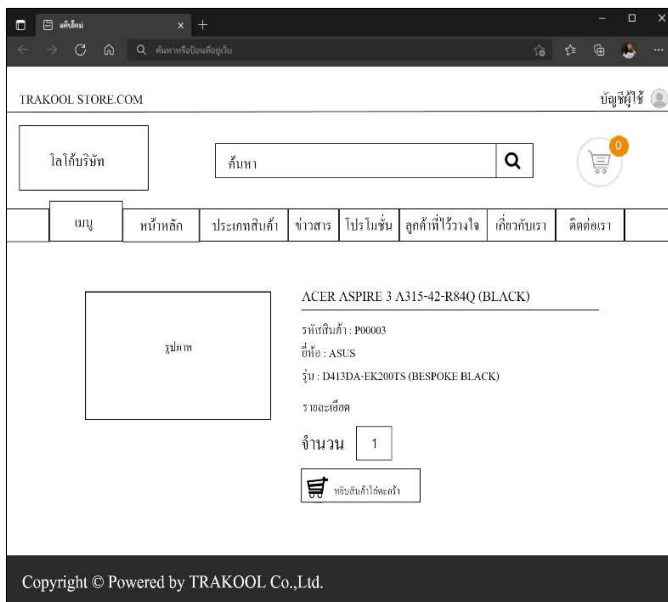 แท็บใหม่
ค้นหาหรือป้อนที่อยู่เว็บ
TRAKOOL STORE.COM
บัญชีผู้ใช้
โลโก้บริษัท
ค้นหา
0
เมนู หน้าหลัก ประเภทสินค้า ข่าวสาร โปรโมชั่น ลูกค้าที่ไว้วางใจ เกี่ยวกับเรา ติดต่อเรา
รูปภาพ
ACER ASPIRE 3 A315-42-R84Q (BLACK)
รหัสสินค้า : P00003
ยี่ห้อ : ASUS
รุ่น : D413DA-EK200TS (BESPOKE BLACK)
รายละเอียด
จำนวน 1
หยิบสินค้าใส่ตะกร้า
Copyright © Powered by TRAKOOL Co.,Ltd.